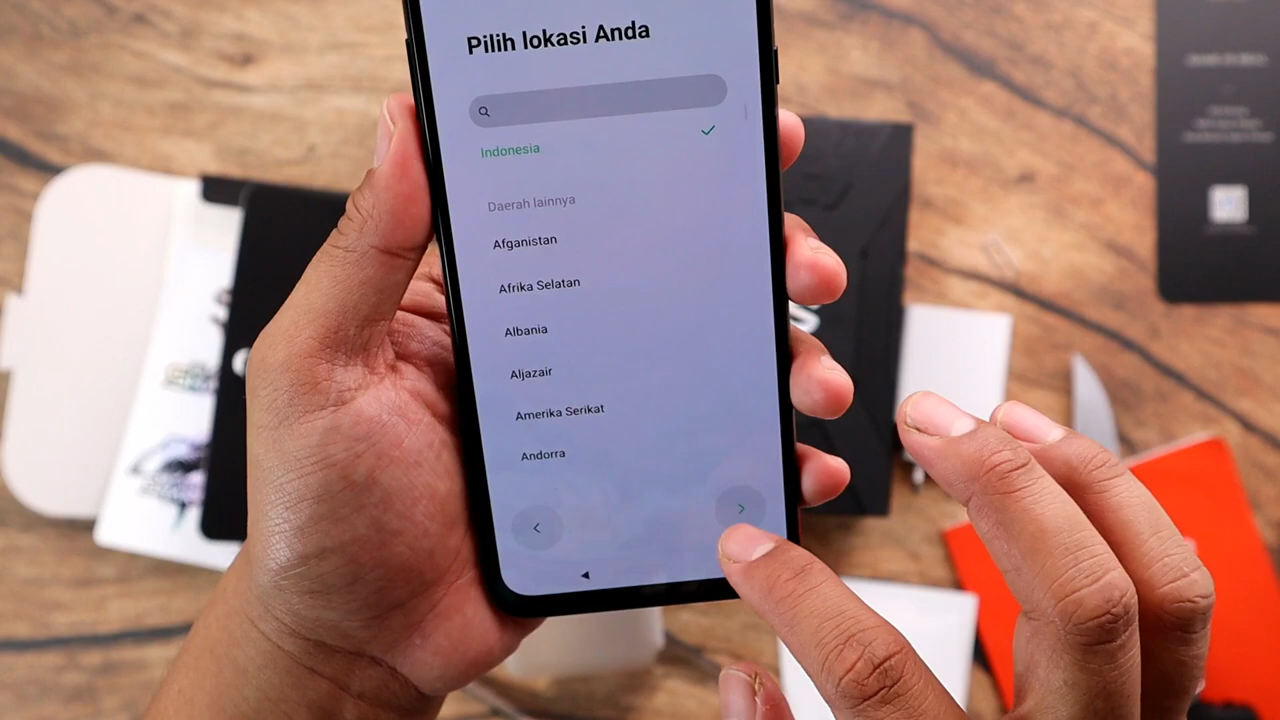 Pilih lokasi Anda
Indonesia
Daerah lainnya
Afganistan
Afrika Selatan
Albania
Aljazair
Amerika Serikat
Andorra